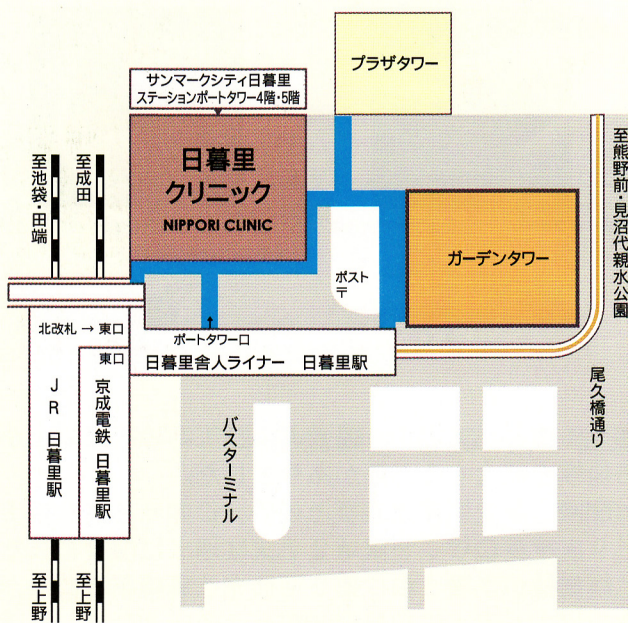 プラザタワー
サンマークシティ日暮里
ステーションポートタワー4階・5階
日暮里
クリニック
NIPPORI CLINIC
至池袋・田端
至成田
至熊野前・見沼代親水公園
ガーデンタワー
ポスト
〒
北改札 → 東口
ポートタワー口
日暮里舎人ライナー 日暮里駅
東口
JR 日暮里駅
京成電鉄 日暮里駅
バスターミナル
尾久橋通り
至上野
至上野